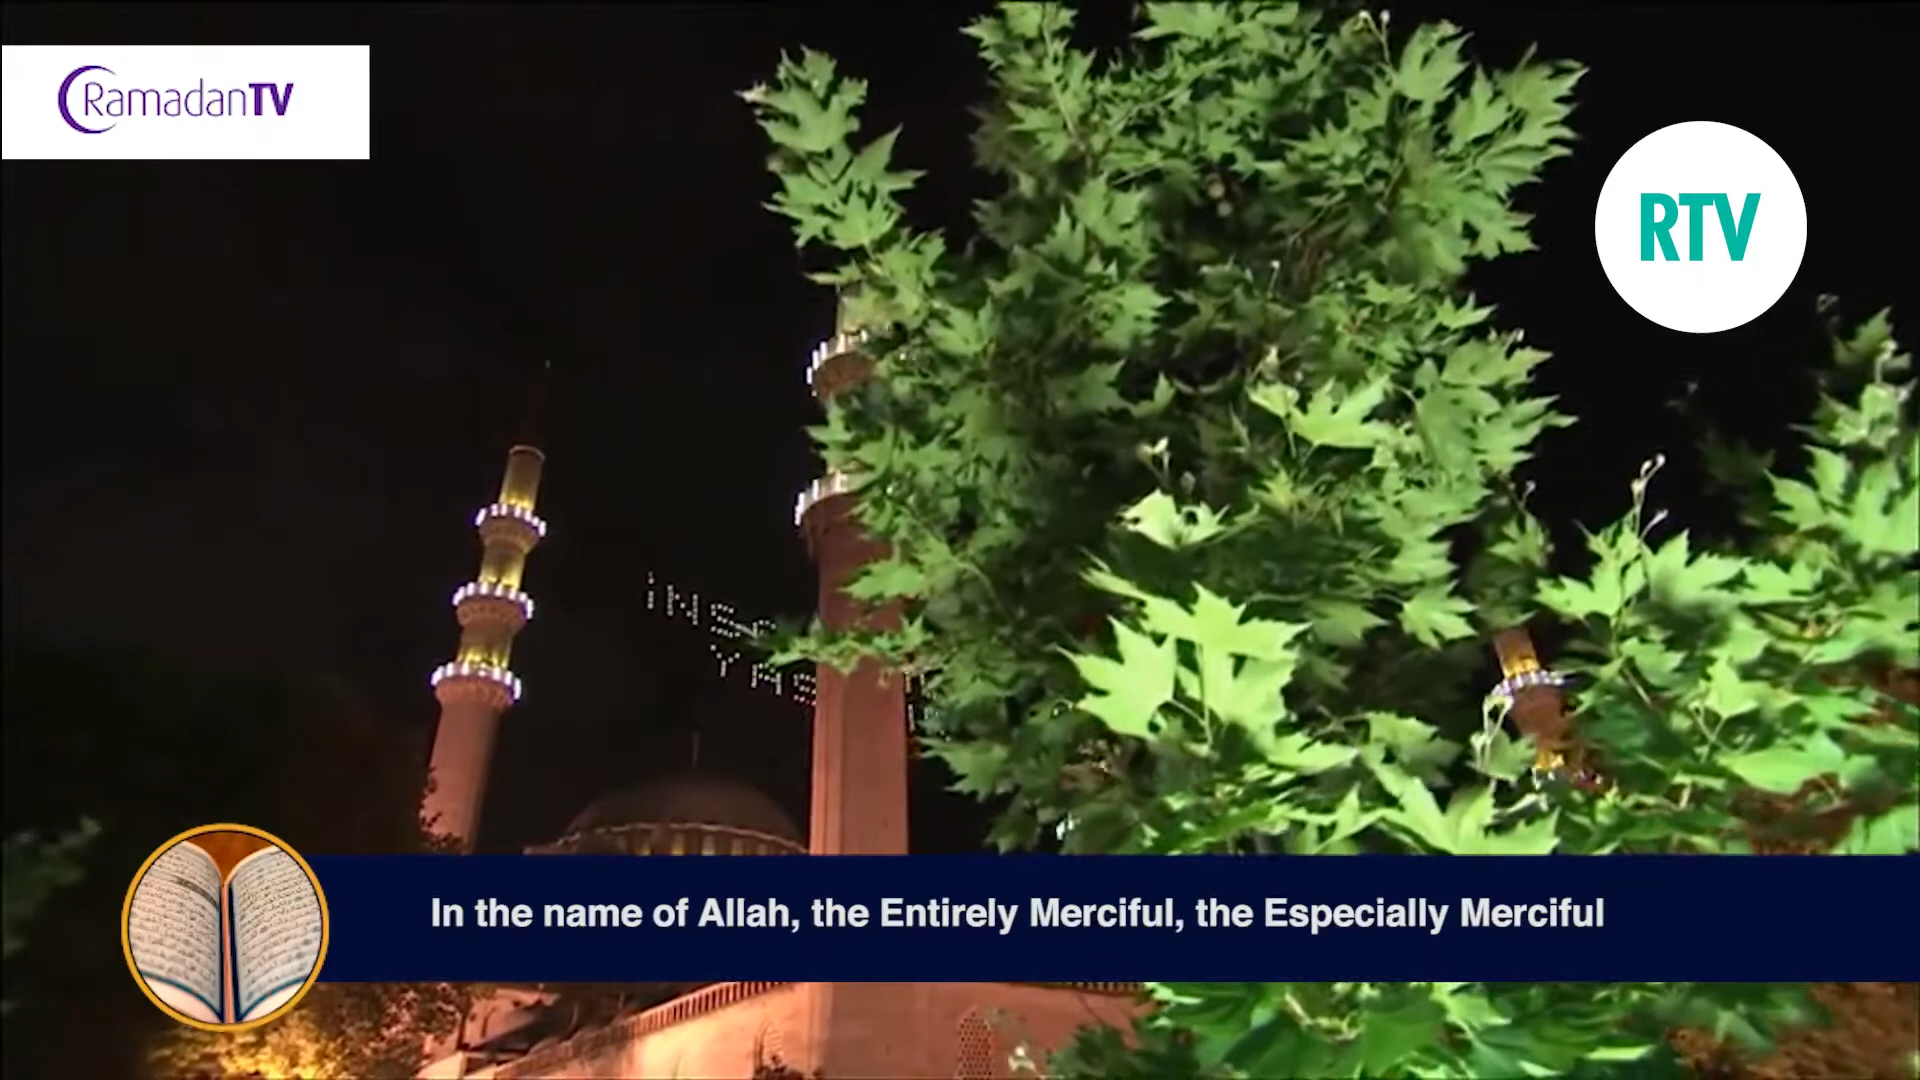 RamadanTV
RTV
In the name of Allah, the Entirely Merciful, the Especially Merciful